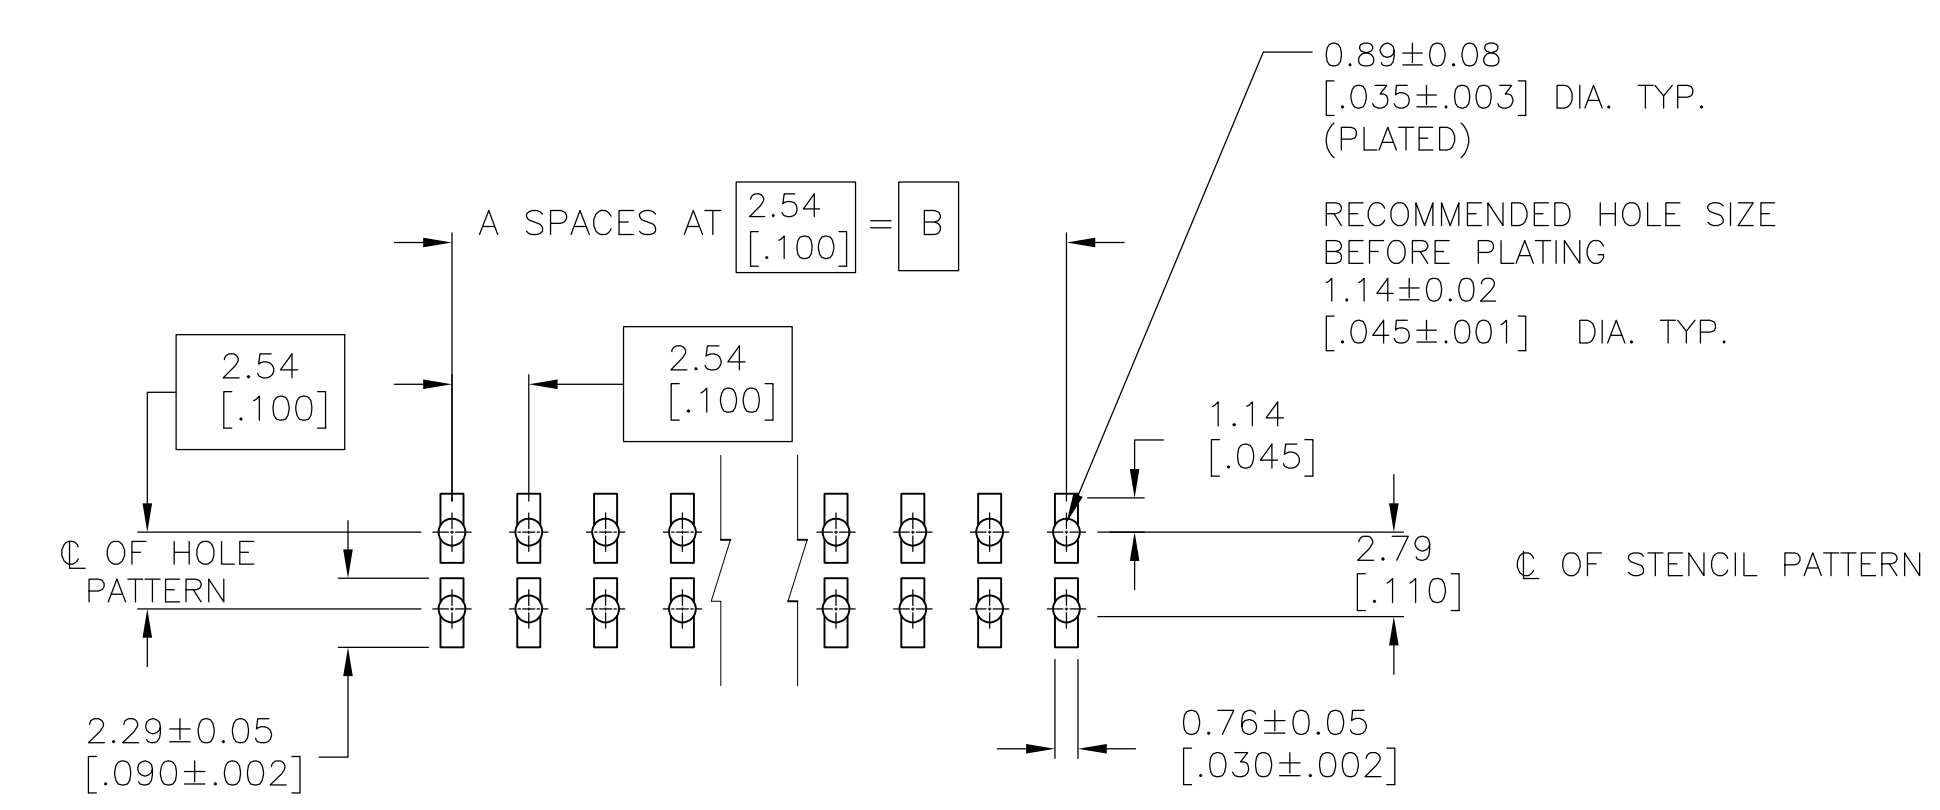 0.89±0.08
[.035±.003] DIA. TYP.
(PLATED)
A SPACES AT 2.54 [.100] = B
RECOMMENDED HOLE SIZE
BEFORE PLATING
1.14±0.02
[.045±.001] DIA. TYP.
2.54
[.100]
2.54
[.100]
1.14
[.045]
℄ OF HOLE
PATTERN
2.79
[.110]
℄ OF STENCIL PATTERN
2.29±0.05
[.090±.002]
0.76±0.05
[.030±.002]